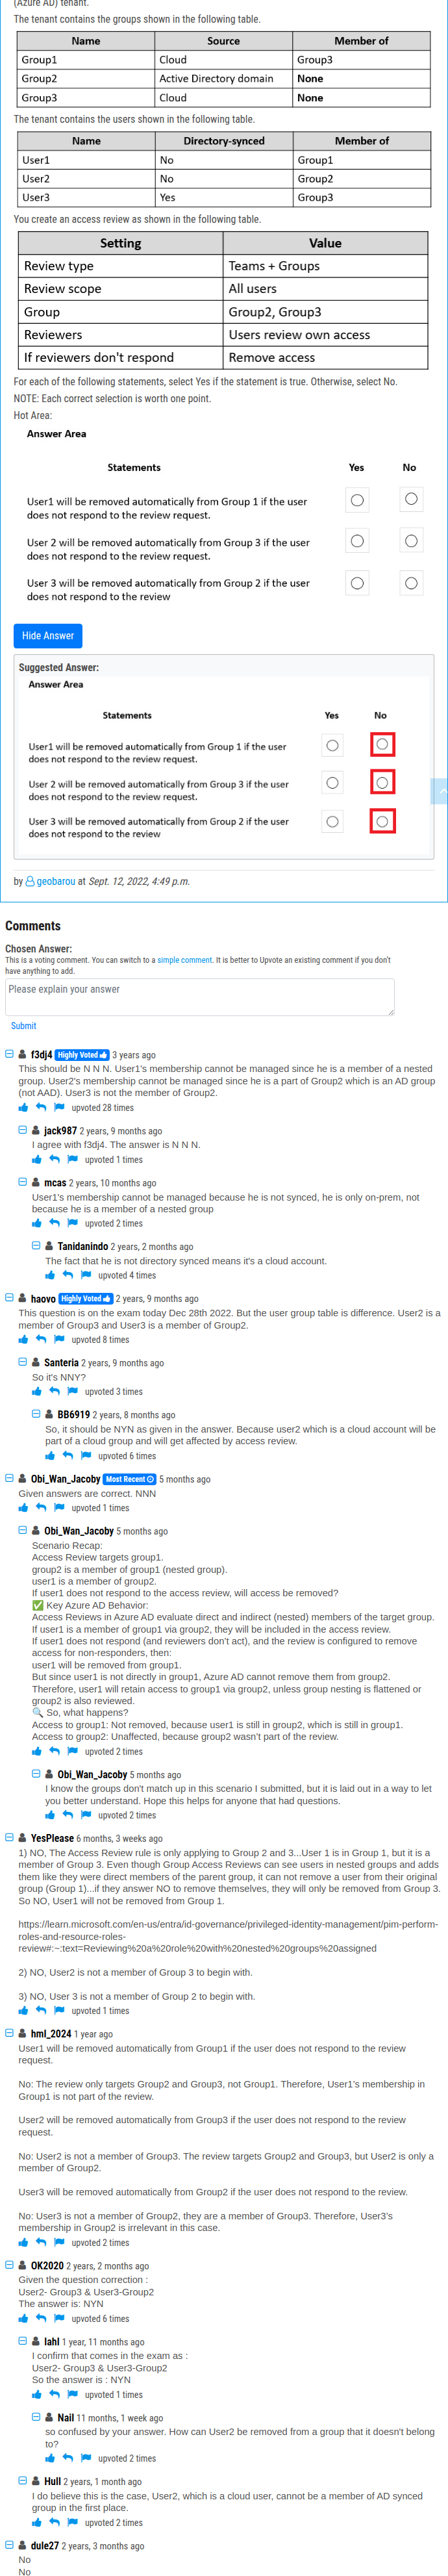 (Azure AD) tenant.
The tenant contains the groups shown in the following table.
Name Source Member of
Group1 Cloud Group3
Group2 Active Directory domain None
Group3 Cloud None
The tenant contains the users shown in the following table.
Name Directory-synced Member of
User1 No Group1
User2 No Group2
User3 Yes Group3
You create an access review as shown in the following table.
Setting Value
Review type Teams + Groups
Review scope All users
Group Group2, Group3
Reviewers Users review own access
If reviewers don't respond Remove access
For each of the following statements, select Yes if the statement is true. Otherwise, select No.
NOTE: Each correct selection is worth one point.
Hot Area:
Answer Area
Statements Yes No
User1 will be removed automatically from Group 1 if the user
does not respond to the review request.
User 2 will be removed automatically from Group 3 if the user
does not respond to the review request.
User 3 will be removed automatically from Group 2 if the user
does not respond to the review
Hide Answer
Suggested Answer:
Answer Area
Statements Yes No
User1 will be removed automatically from Group 1 if the user
does not respond to the review request.
User 2 will be removed automatically from Group 3 if the user
does not respond to the review request.
User 3 will be removed automatically from Group 2 if the user
does not respond to the review
by geobarou at Sept. 12, 2022, 4:49 p.m.
Comments
Chosen Answer:
This is a voting comment. You can switch to a simple comment. It is better to Upvote an existing comment if you don't
have anything to add.
Please explain your answer
Submit
f3dj4 Highly Voted 3 years ago
This should be N N N. User1's membership cannot be managed since he is a member of a nested
group. User2's membership cannot be managed since he is a part of Group2 which is an AD group
(not AAD). User3 is not the member of Group2.
upvoted 28 times
jack987 2 years, 9 months ago
I agree with f3dj4. The answer is N N N.
upvoted 1 times
mcas 2 years, 10 months ago
User1's membership cannot be managed because he is not synced, he is only on-prem, not
because he is a member of a nested group
upvoted 2 times
Tanidanindo 2 years, 2 months ago
The fact that he is not directory synced means it's a cloud account.
upvoted 4 times
haovo Highly Voted 2 years, 9 months ago
This question is on the exam today Dec 28th 2022. But the user group table is difference. User2 is a
member of Group3 and User3 is a member of Group2.
upvoted 8 times
Santeria 2 years, 9 months ago
So it's NNY?
upvoted 3 times
BB6919 2 years, 8 months ago
So, it should be NYN as given in the answer. Because user2 which is a cloud account will be
part of a cloud group and will get affected by access review.
upvoted 6 times
Obi_Wan_Jacoby Most Recent 5 months ago
Given answers are correct. NNN
upvoted 1 times
Obi_Wan_Jacoby 5 months ago
Scenario Recap:
Access Review targets group1.
group2 is a member of group1 (nested group).
user1 is a member of group2.
If user1 does not respond to the access review, will access be removed?
✅ Key Azure AD Behavior:
Access Reviews in Azure AD evaluate direct and indirect (nested) members of the target group.
If user1 is a member of group1 via group2, they will be included in the access review.
If user1 does not respond (and reviewers don't act), and the review is configured to remove
access for non-responders, then:
user1 will be removed from group1.
But since user1 is not directly in group1, Azure AD cannot remove them from group2.
Therefore, user1 will retain access to group1 via group2, unless group nesting is flattened or
group2 is also reviewed.
🔍 So, what happens?
Access to group1: Not removed, because user1 is still in group2, which is still in group1.
Access to group2: Unaffected, because group2 wasn't part of the review.
upvoted 2 times
Obi_Wan_Jacoby 5 months ago
I know the groups don't match up in this scenario I submitted, but it is laid out in a way to let
you better understand. Hope this helps for anyone that had questions.
upvoted 2 times
YesPlease 6 months, 3 weeks ago
1) NO, The Access Review rule is only applying to Group 2 and 3...User 1 is in Group 1, but it is a
member of Group 3. Even though Group Access Reviews can see users in nested groups and adds
them like they were direct members of the parent group, it can not remove a user from their original
group (Group 1)...if they answer NO to remove themselves, they will only be removed from Group 3.
So NO, User1 will not be removed from Group 1.
https://learn.microsoft.com/en-us/entra/id-governance/privileged-identity-management/pim-perform-
roles-and-resource-roles-
review#:~:text=Reviewing%20a%20role%20with%20nested%20groups%20assigned
2) NO, User2 is not a member of Group 3 to begin with.
3) NO, User 3 is not a member of Group 2 to begin with.
upvoted 1 times
hml_2024 1 year ago
User1 will be removed automatically from Group1 if the user does not respond to the review
request.
No: The review only targets Group2 and Group3, not Group1. Therefore, User1's membership in
Group1 is not part of the review.
User2 will be removed automatically from Group3 if the user does not respond to the review
request.
No: User2 is not a member of Group3. The review targets Group2 and Group3, but User2 is only a
member of Group2.
User3 will be removed automatically from Group2 if the user does not respond to the review.
No: User3 is not a member of Group2, they are a member of Group3. Therefore, User3's
membership in Group2 is irrelevant in this case.
upvoted 2 times
OK2020 2 years, 2 months ago
Given the question correction :
User2- Group3 & User3-Group2
The answer is: NYN
upvoted 6 times
lahl 1 year, 11 months ago
I confirm that comes in the exam as :
User2- Group3 & User3-Group2
So the answer is : NYN
upvoted 1 times
Nail 11 months, 1 week ago
so confused by your answer. How can User2 be removed from a group that it doesn't belong
to?
upvoted 2 times
Hull 2 years, 1 month ago
I do believe this is the case, User2, which is a cloud user, cannot be a member of AD synced
group in the first place.
upvoted 2 times
dule27 2 years, 3 months ago
No
No